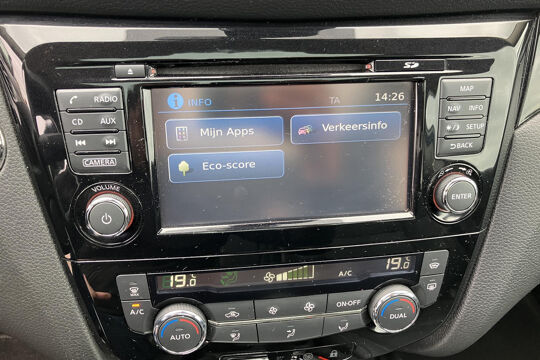 SD
RADIO
CD AUX
CAMERA
VOLUME
INFO TA 14:26
Mijn Apps
Verkeersinfo
Eco-score
MAP
NAV INFO
SETUP
BACK
ENTER
19.0 A/C 19.0
MAX
A/C
ON·OFF
AUTO
DUAL